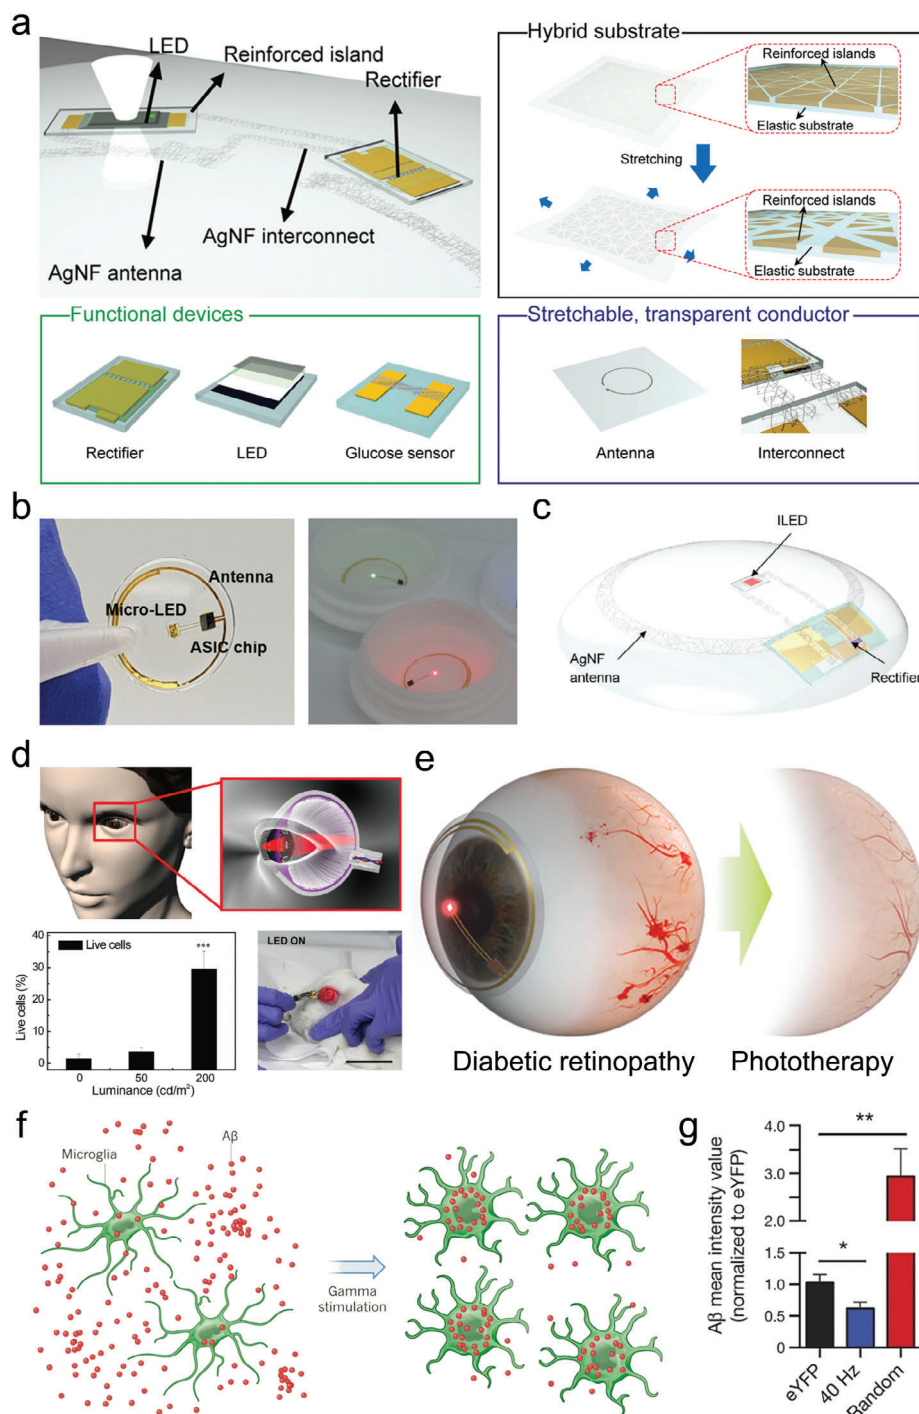 a
LED
Reinforced island
Rectifier
AgNF interconnect
AgNF antenna
Hybrid substrate
Reinforced islands
Elastic substrate
Stretching
Reinforced islands
Elastic substrate
Functional devices
Rectifier
LED
Glucose sensor
Stretchable, transparent conductor
Antenna
Interconnect
b
Antenna
Micro-LED
ASIC chip
c
ILED
AgNF
antenna
Rectifier
d
40
30
20
10
0
Live cells (%)
Live cells
***
0
50
200
Luminance (cd/m²)
LED ON
e
Diabetic retinopathy
Phototherapy
f
Microglia
Aβ
Gamma
stimulation
g
Aβ mean intensity value
(normalized to eYFP)
4.0
3.0
2.0
1.0
0.5
0
1.5
**
*
eYFP
40 Hz
Random